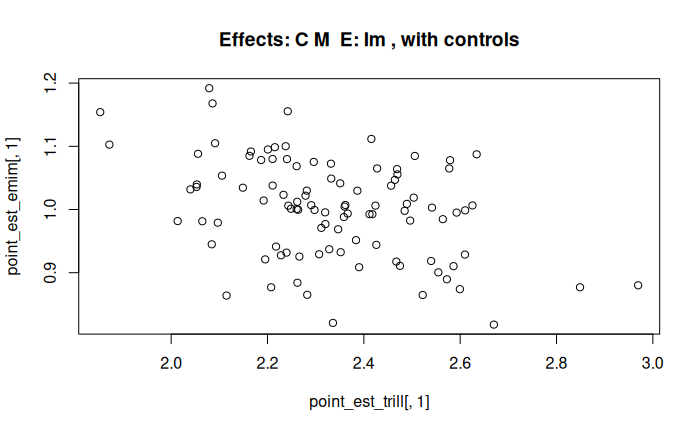 Effects: C M  E: Im , with controls
point_est_emim[, 1]
1.2
1.1
1.0
0.9
2.0 2.2 2.4 2.6 2.8 3.0
point_est_trill[, 1]